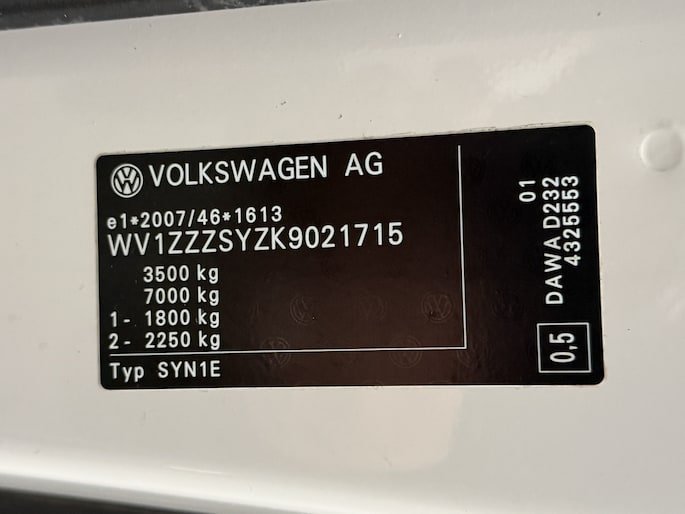 VOLKSWAGEN AG
e1*2007/46*1613
WV1ZZZSYZK9021715
3500 kg
7000 kg
1- 1800 kg
2- 2250 kg
Typ SYN1E
01
DAWA D232
4325553
0,5